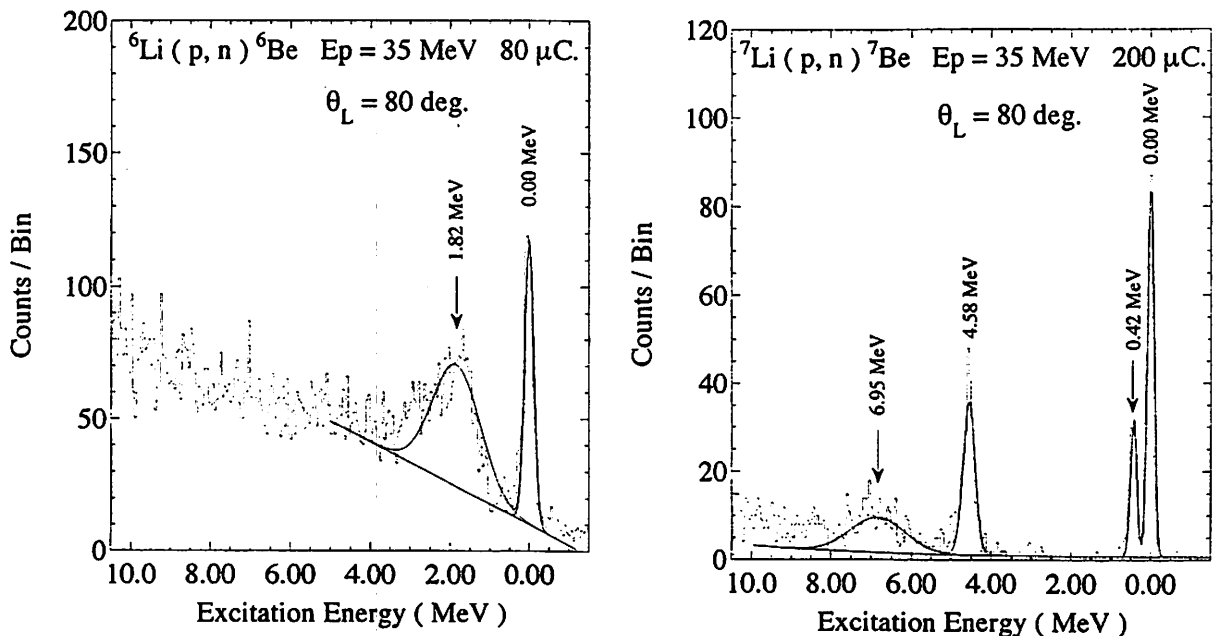 ⁶Li ( p, n ) ⁶Be Ep = 35 MeV 80 μC.
θ_L = 80 deg.
1.82 MeV
0.00 MeV
200
150
100
50
0
Counts / Bin
10.0 8.00 6.00 4.00 2.00 0.00
Excitation Energy ( MeV )
⁷Li ( p, n ) ⁷Be Ep = 35 MeV 200 μC.
θ_L = 80 deg.
6.95 MeV
4.58 MeV
0.42 MeV
0.00 MeV
120
100
80
60
40
20
0
Counts / Bin
10.0 8.00 6.00 4.00 2.00 0.00
Excitation Energy ( MeV )